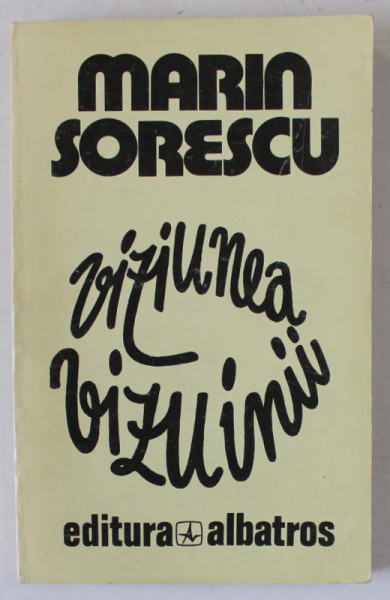 MARIN
SORESCU
viziunea
vizuinii
editura albatros